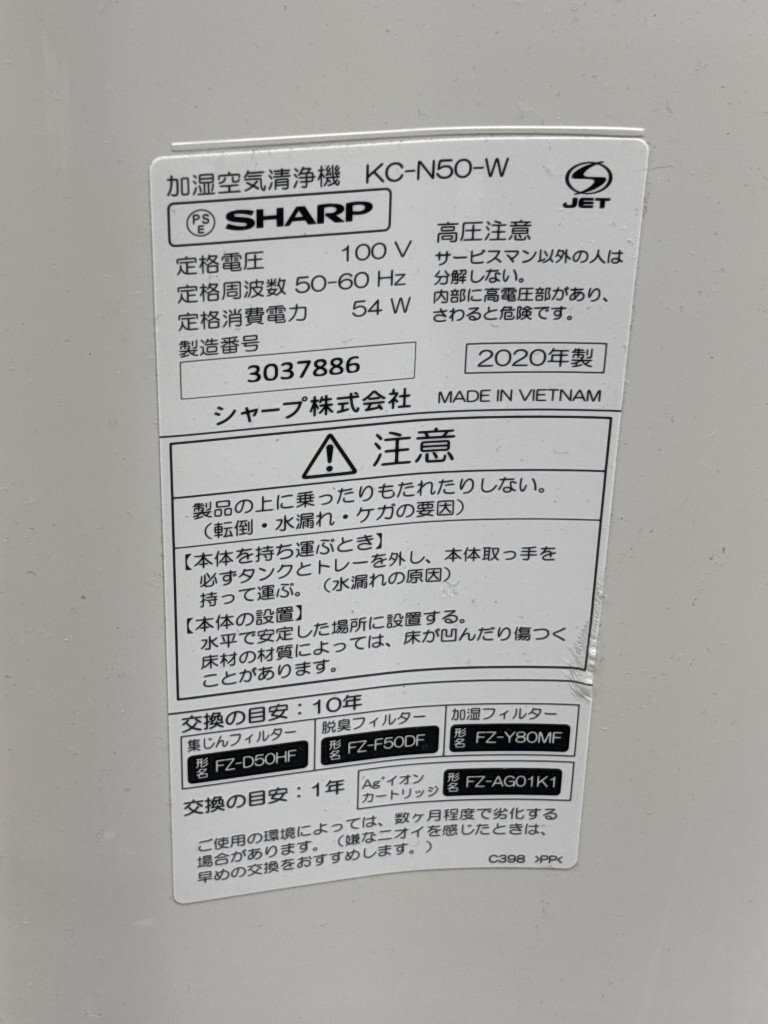 加湿空気清浄機 KC-N50-W
JET
PSE SHARP
定格電圧 100 V
定格周波数 50-60 Hz
定格消費電力 54 W
製造番号
3037886
シャープ株式会社
高圧注意
サービスマン以外の人は
分解しない。
内部に高電圧部があり、
さわると危険です。
2020年製
MADE IN VIETNAM
注意
製品の上に乗ったりもたれたりしない。
（転倒・水漏れ・ケガの要因）
【本体を持ち運ぶとき】
必ずタンクとトレーを外し、本体取っ手を
持って運ぶ。（水漏れの原因）
【本体の設置】
水平で安定した場所に設置する。
床材の材質によっては、床が凹んだり傷つく
ことがあります。
交換の目安：10年
集じんフィルター
形名 FZ-D50HF
脱臭フィルター
形名 FZ-F50DF
加湿フィルター
形名 FZ-Y80MF
交換の目安：1年
Ag⁺イオン
カートリッジ
形名 FZ-AG01K1
ご使用の環境によっては、数ヶ月程度で劣化する
場合があります。（嫌なニオイを感じたときは、
早めの交換をおすすめします。）
C398 >PP<